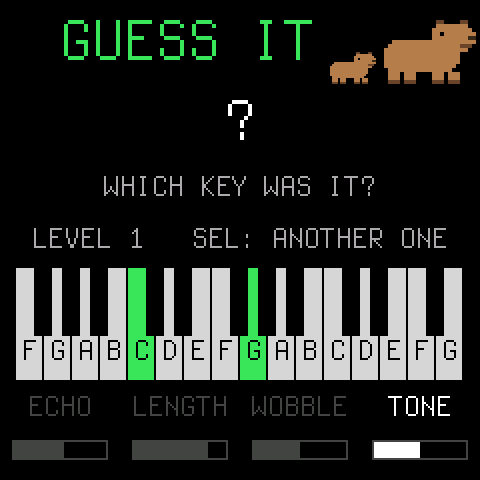 GUESS IT
?
WHICH KEY WAS IT?
LEVEL 1 SEL: ANOTHER ONE
F G A B C D E F G A B C D E F G
ECHO LENGTH WOBBLE TONE